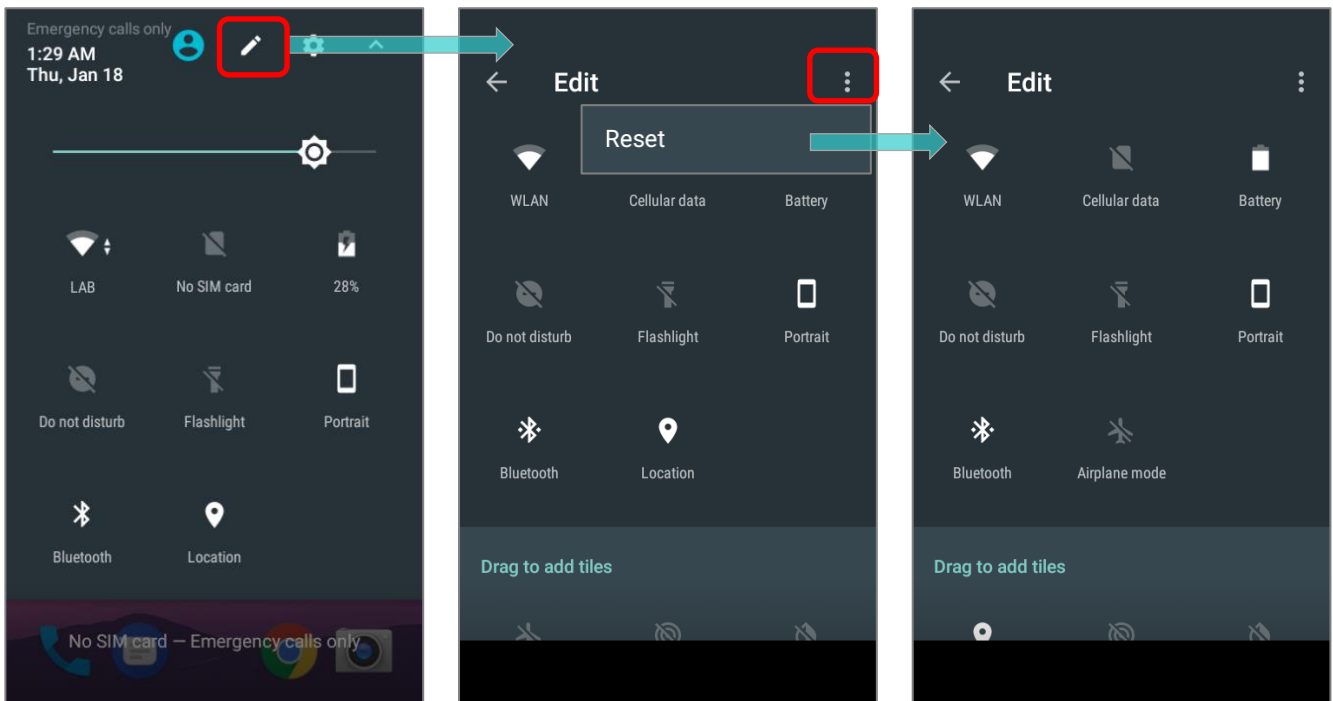 Emergency calls only
1:29 AM
Thu, Jan 18
LAB
No SIM card
28%
Do not disturb
Flashlight
Portrait
Bluetooth
Location
No SIM card — Emergency calls only
Edit
Reset
WLAN
Cellular data
Battery
Do not disturb
Flashlight
Portrait
Bluetooth
Location
Drag to add tiles
Edit
WLAN
Cellular data
Battery
Do not disturb
Flashlight
Portrait
Bluetooth
Airplane mode
Drag to add tiles